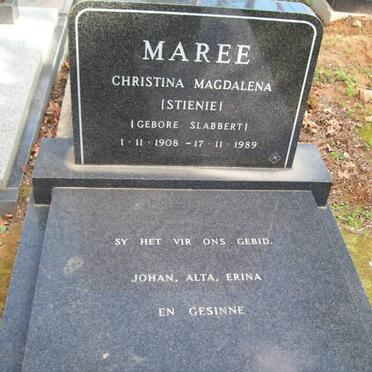 MAREE
CHRISTINA MAGDALENA
(STIENIE)
(GEBORE SLABBERT)
1·11·1908 - 17·11·1989
SY HET VIR ONS GEBID.
JOHAN, ALTA, ERINA
EN GESINNE